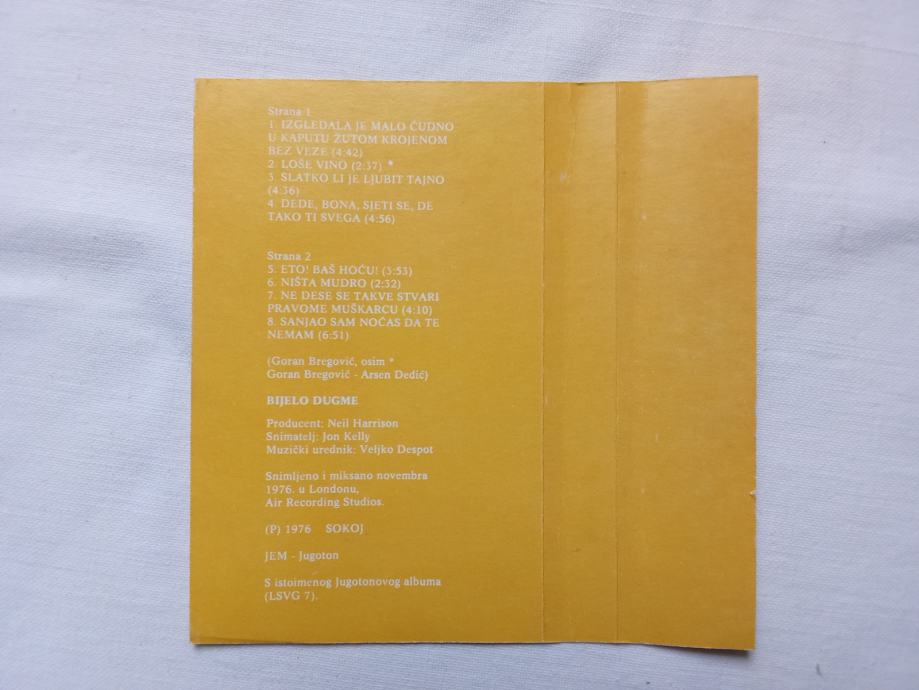 Strana 1
1. IZGLEDALA JE MALO ČUDNO
U KAPUTU ŽUTOM KROJENOM
BEZ VEZE (4:42)
2. LOŠE VINO (2:37) *
3. SLATKO LI JE LJUBIT TAJNO
(4:36)
4. DEDE, BONA, SJETI SE, DE
TAKO TI SVEGA (4:56)
Strana 2
5. ETO! BAŠ HOĆU! (3:53)
6. NIŠTA MUDRO (2:32)
7. NE DESE SE TAKVE STVARI
PRAVOME MUŠKARCU (4:10)
8. SANJAO SAM NOĆAS DA TE
NEMAM (6:51)
(Goran Bregović, osim *
Goran Bregović - Arsen Dedić)
BIJELO DUGME
Producent: Neil Harrison
Snimatelj: Jon Kelly
Muzički urednik: Veljko Despot
Snimljeno i miksano novembra
1976. u Londonu,
Air Recording Studios.
(P) 1976 SOKOJ
JEM - Jugoton
S istoimenog Jugotonovog albuma
(LSVG 7).